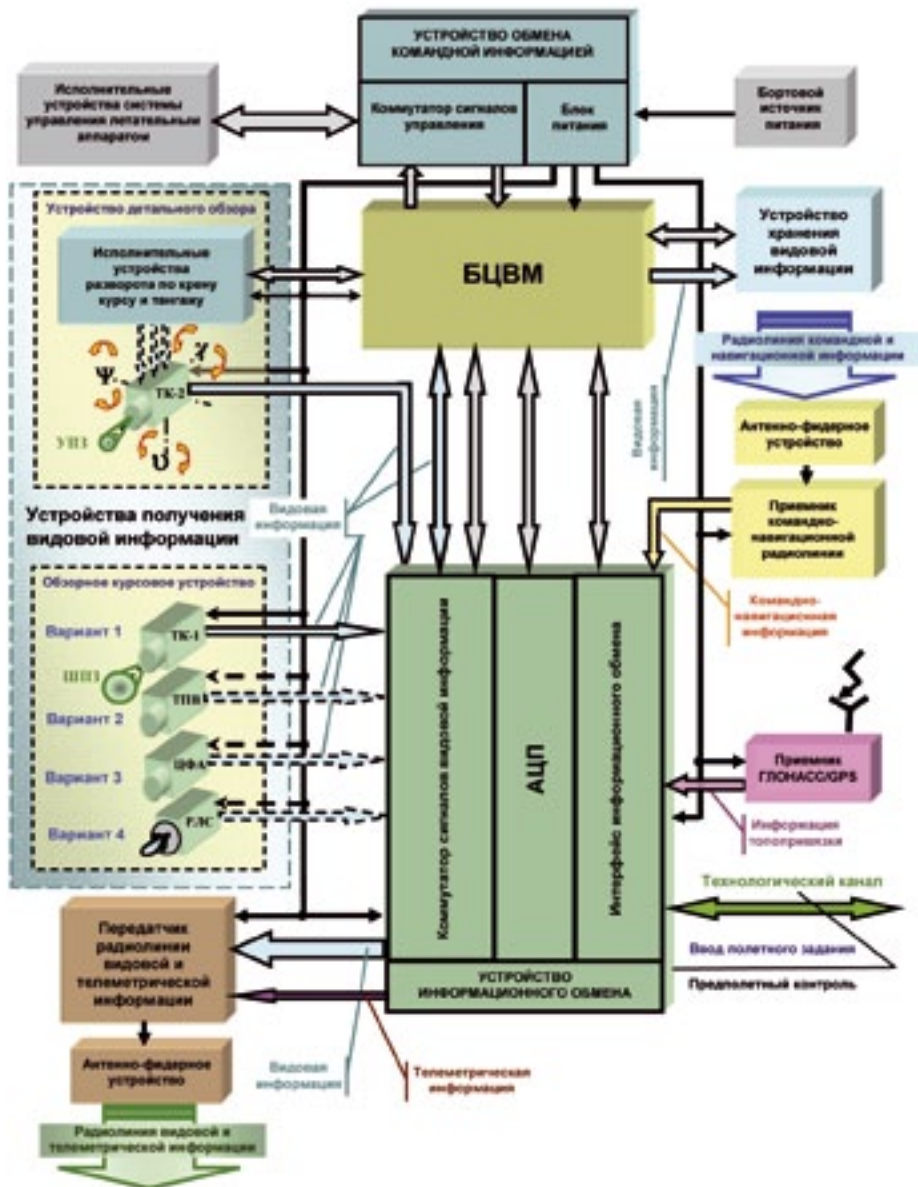 УСТРОЙСТВО ОБМЕНА
КОМАНДНОЙ ИНФОРМАЦИЕЙ
Исполнительные
устройства системы
управления летательным
аппаратом
Коммутатор сигналов
управления
Блок
питания
Бортовой
источник
питания
Устройство детального обзора
Исполнительные
устройства
разворота по крену
курсу и тангажу
БЦВМ
Устройство
хранения
видовой
информации
Радиолиния командной и
навигационной информации
Ψ
χ
ТК-2
УПЗ
υ
Видовая
информация
Антенно-фидерное
устройство
Видовая
информация
Устройства получения
видовой информации
Приемник
командно-
навигационной
радиолинии
Обзорное курсовое устройство
Командно-
навигационная
информация
Вариант 1
ТК-1
ШПЗ
Вариант 2
ТПВ
Вариант 3
ЦФА
Вариант 4
РЛС
Коммутатор сигналов видовой информации
АЦП
Интерфейс информационного обмена
Приемник
ГЛОНАСС/GPS
Информация
топопривязки
Технологический канал
Ввод полетного задания
Предполетный контроль
Передатчик
радиолинии
видовой и
телеметрической
информации
УСТРОЙСТВО
ИНФОРМАЦИОННОГО ОБМЕНА
Антенно-фидерное
устройство
Видовая
информация
Телеметрическая
информация
Радиолиния видовой и
телеметрической информации